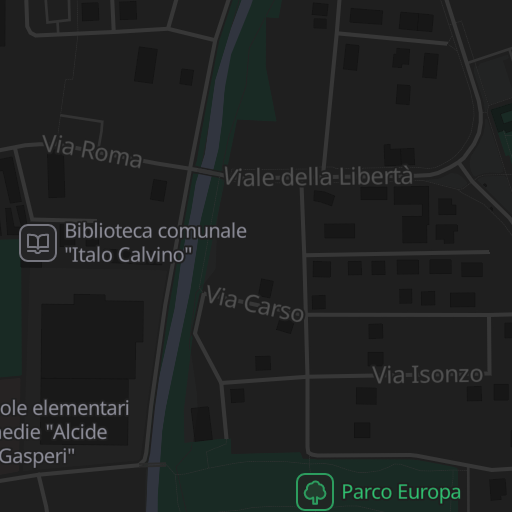 Via Roma
Viale della Libertà
Biblioteca comunale
"Italo Calvino"
Via Carso
Via Isonzo
ole elementari
nedie "Alcide
Gasperi"
Parco Europa